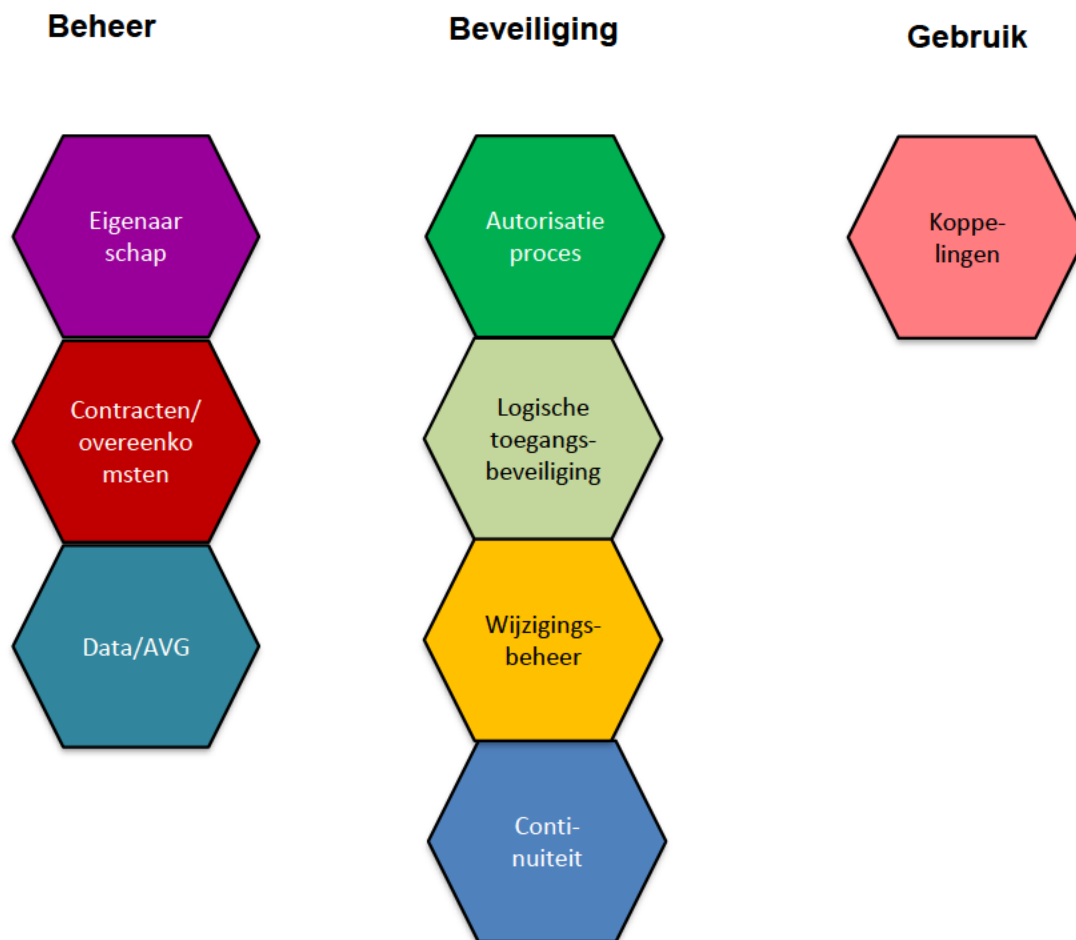 Beheer
Beveiliging
Gebruik
Eigenaar
schap
Autorisatie
proces
Koppe-
lingen
Contracten/
overeenko
msten
Logische
toegangs-
beveiliging
Data/AVG
Wijzigings-
beheer
Conti-
nuiteit